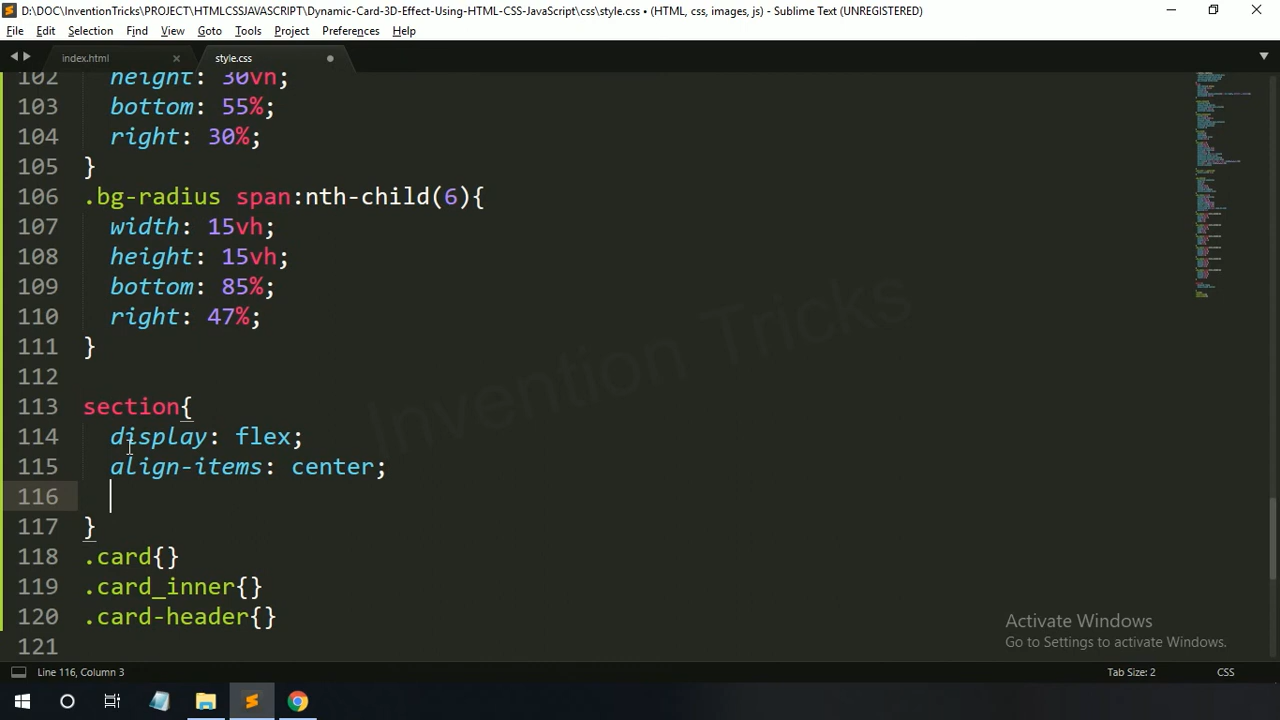 D:\DOC\InventionTricks\PROJECT\HTMLCSSJAVASCRIPT\Dynamic-Card-3D-Effect-Using-HTML-CSS-JavaScript\css\style.css • (HTML, css, images, js) - Sublime Text (UNREGISTERED)
File Edit Selection Find View Goto Tools Project Preferences Help
index.html style.css
102 height: 30vh;
103 bottom: 55%;
104 right: 30%;
105 }
106 .bg-radius span:nth-child(6){
107 width: 15vh;
108 height: 15vh;
109 bottom: 85%;
110 right: 47%;
111 }
112
113 section{
114 display: flex;
115 align-items: center;
116
117 }
118 .card{}
119 .card_inner{}
120 .card-header{}
121
Invention Tricks
Activate Windows
Go to Settings to activate Windows.
Line 116, Column 3 Tab Size: 2 CSS